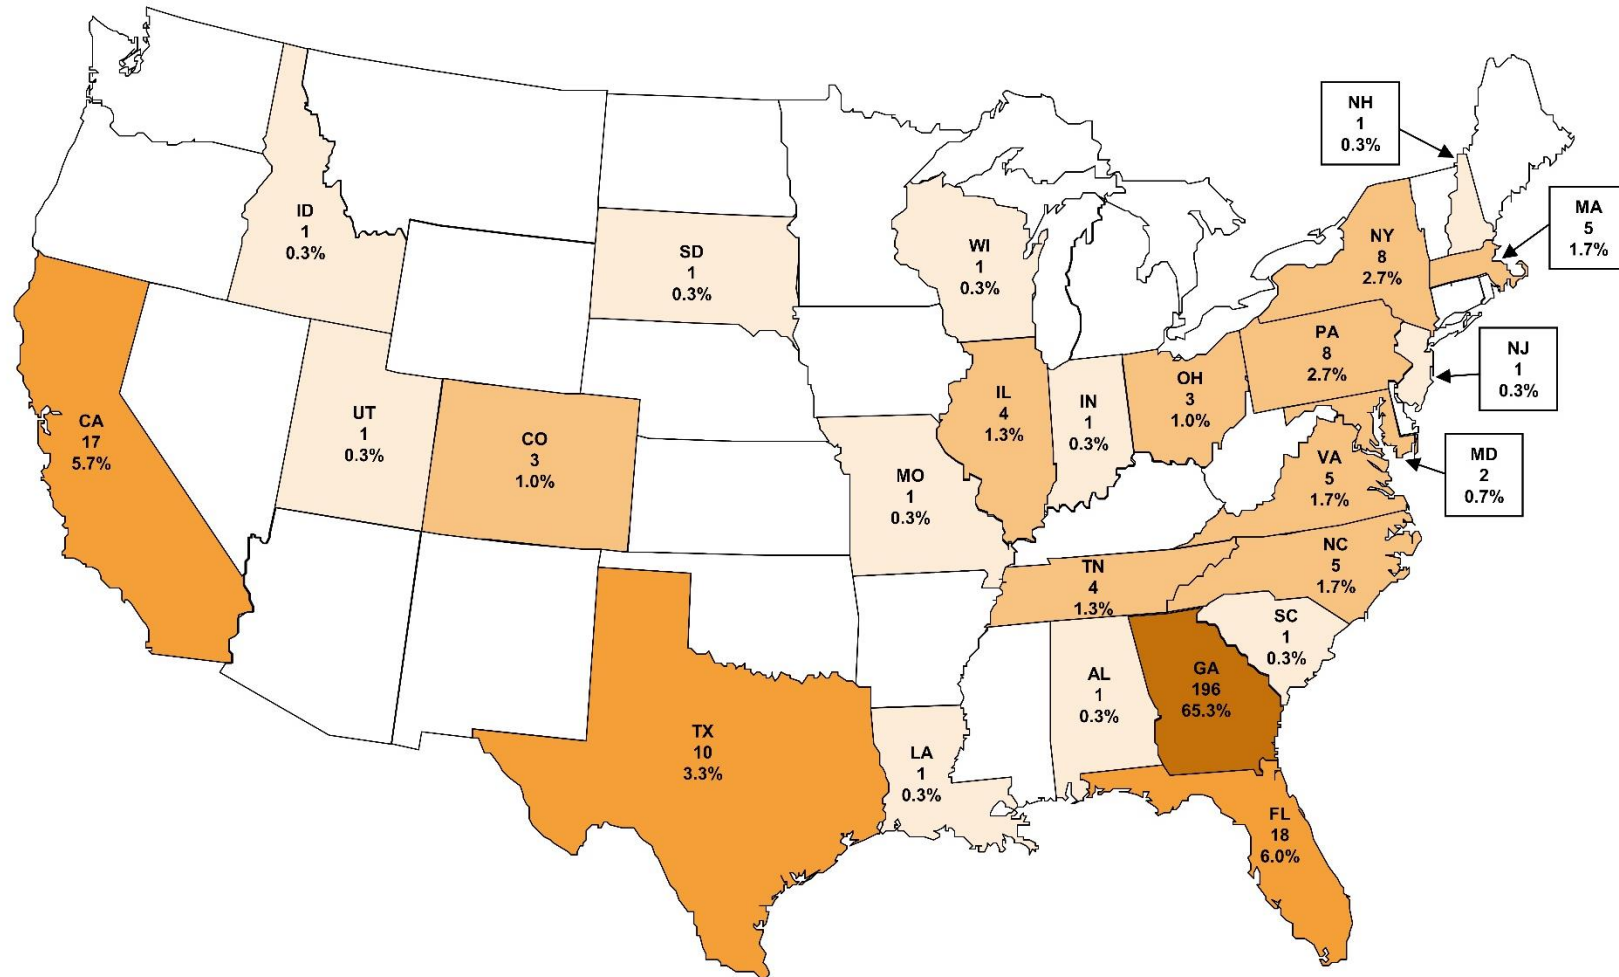 NH
1
0.3%
MA
5
1.7%
ID
1
0.3%
SD
1
0.3%
WI
1
0.3%
NY
8
2.7%
PA
8
2.7%
NJ
1
0.3%
CA
17
5.7%
UT
1
0.3%
CO
3
1.0%
IL
4
1.3%
IN
1
0.3%
OH
3
1.0%
MD
2
0.7%
MO
1
0.3%
VA
5
1.7%
NC
5
1.7%
TN
4
1.3%
SC
1
0.3%
TX
10
3.3%
LA
1
0.3%
AL
1
0.3%
GA
196
65.3%
FL
18
6.0%